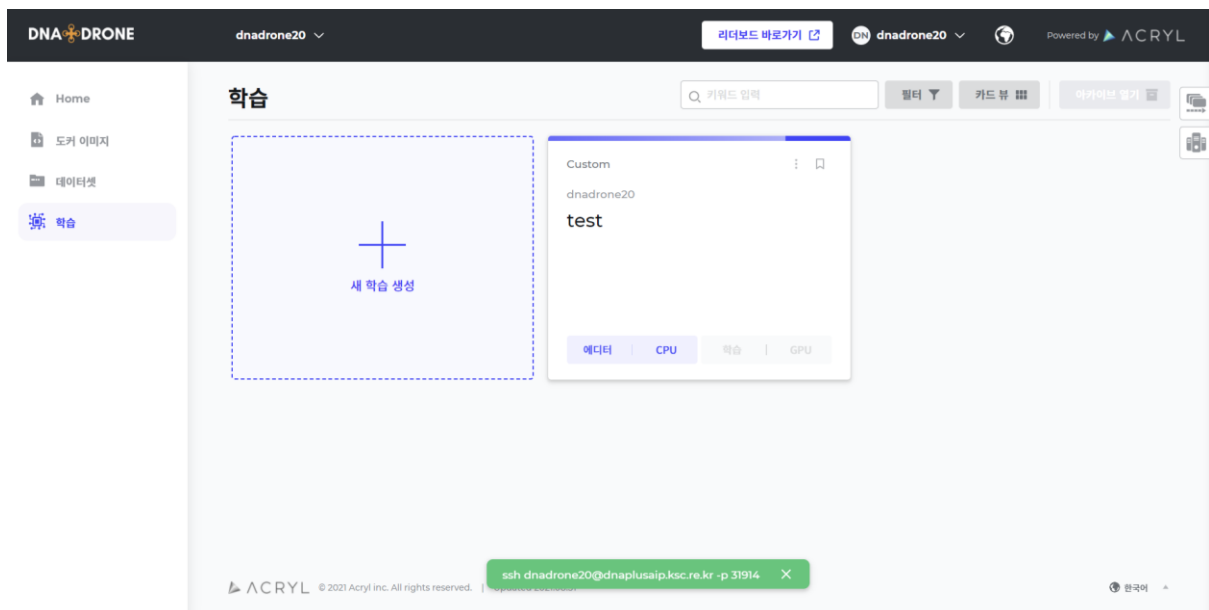 DNA DRONE
dnadrone20
리더보드 바로가기
DN dnadrone20
Powered by ACRYL
Home
도커 이미지
데이터셋
학습
학습
키워드 입력
필터
카드 뷰
아카이브 열기
새 학습 생성
Custom
dnadrone20
test
에디터 | CPU
학습 | GPU
ssh dnadrone20@dnaplusaip.ksc.re.kr -p 31914
ACRYL © 2021 Acryl inc. All rights reserved. |
한국어